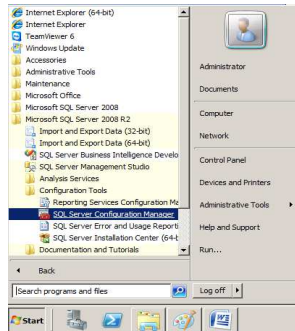 Internet Explorer (64-bit)
Internet Explorer
TeamViewer 6
Windows Update
Accessories
Administrative Tools
Maintenance
Microsoft Office
Microsoft SQL Server 2008
Microsoft SQL Server 2008 R2
Import and Export Data (32-bit)
Import and Export Data (64-bit)
SQL Server Business Intelligence Develo
SQL Server Management Studio
Analysis Services
Configuration Tools
Reporting Services Configuration Ma
SQL Server Configuration Manager
SQL Server Error and Usage Reporti
SQL Server Installation Center (64-b
Documentation and Tutorials
Back
Search programs and files
Administrator
Documents
Computer
Network
Control Panel
Devices and Printers
Administrative Tools
Help and Support
Run...
Log off
Start